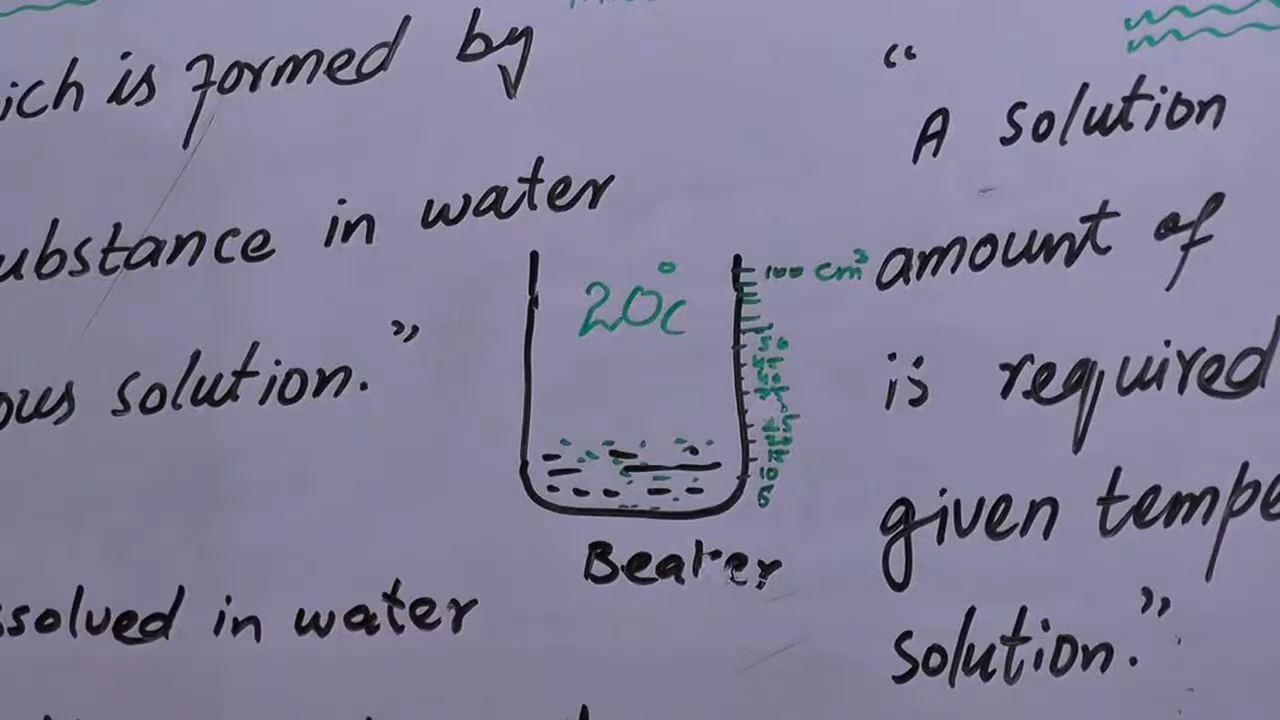 ich is formed by
ubstance in water
ous solution."
ssolved in water
20°c
100 cm³
Beaker
"
A solution
amount of
is required
given tempe
solution."